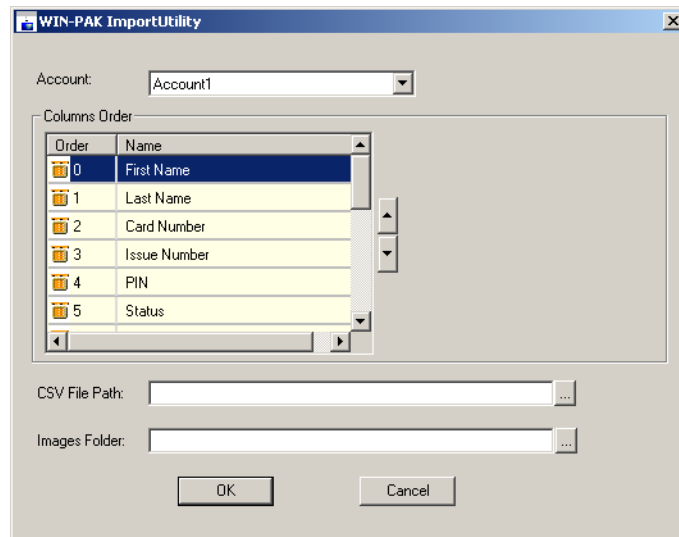 WIN-PAK ImportUtility
Account: Account1
Columns Order
Order Name
0 First Name
1 Last Name
2 Card Number
3 Issue Number
4 PIN
5 Status
CSV File Path: ...
Images Folder: ...
OK Cancel